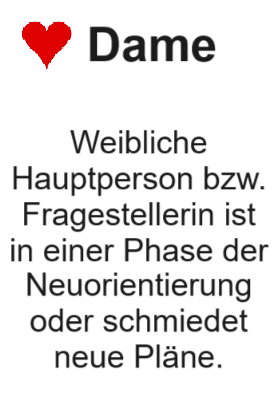 Dame
Weibliche
Hauptperson bzw.
Fragestellerin ist
in einer Phase der
Neuorientierung
oder schmiedet
neue Pläne.